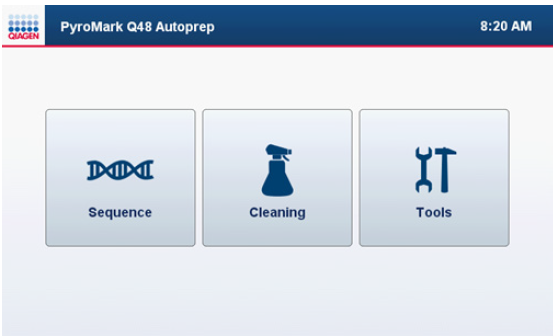 QIAGEN
PyroMark Q48 Autoprep
8:20 AM
Sequence
Cleaning
Tools